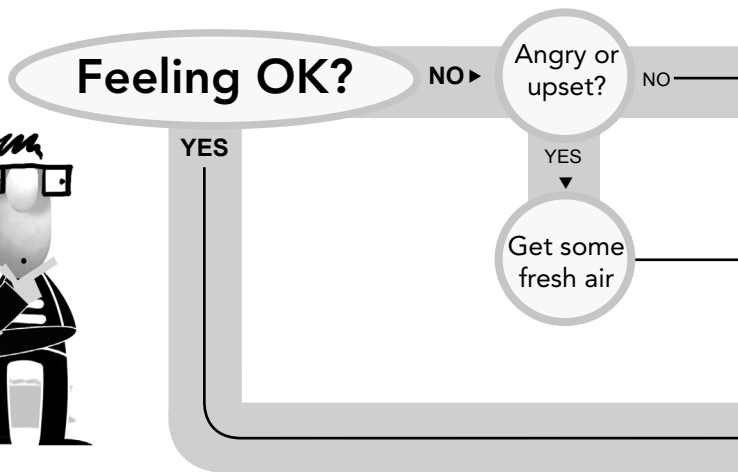 Feeling OK?
NO
Angry or
upset?
NO
YES
YES
Get some
fresh air